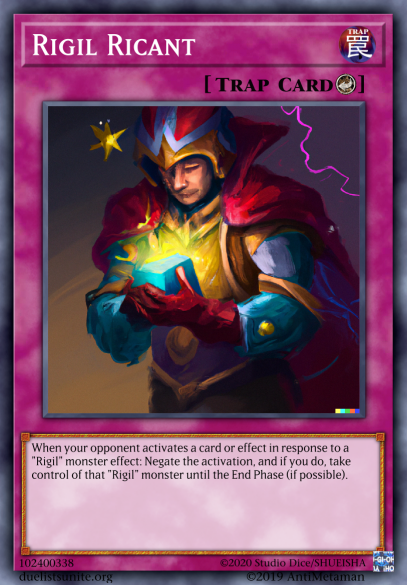 Rigil Ricant
TRAP
罠
[Trap Card]
When your opponent activates a card or effect in response to a
"Rigil" monster effect: Negate the activation, and if you do, take
control of that "Rigil" monster until the End Phase (if possible).
102400338
©2020 Studio Dice/SHUEISHA
duelistsunite.org
©2019 AntiMetaman